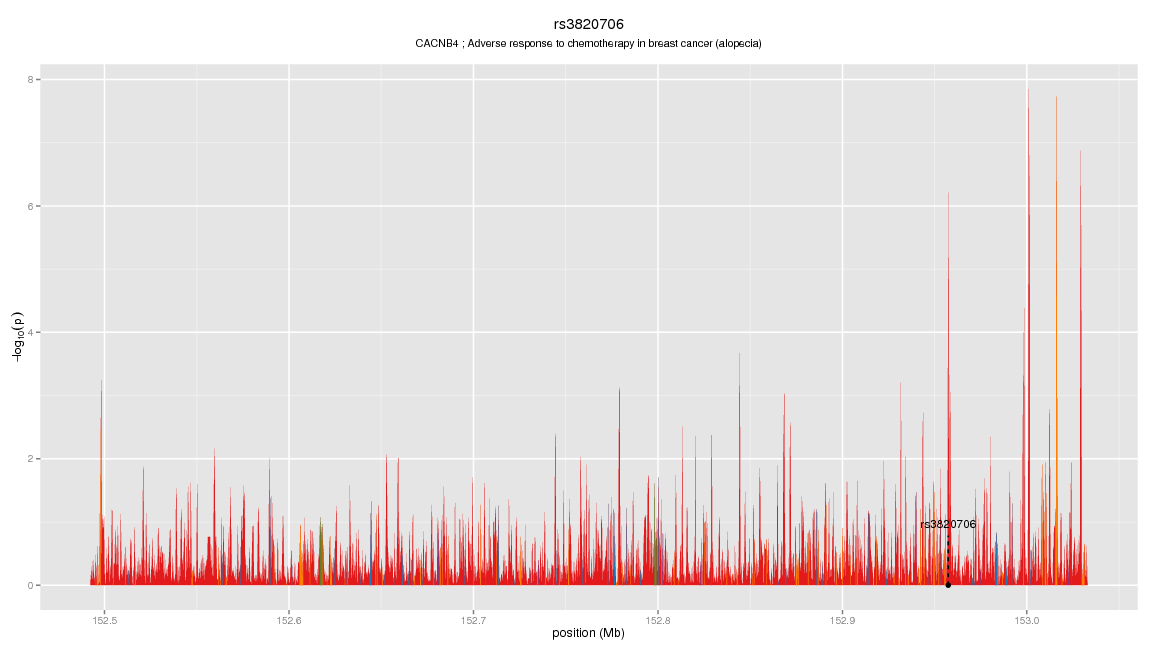 rs3820706
CACNB4 ; Adverse response to chemotherapy in breast cancer (alopecia)
8
6
4
2
0
−log10(p)
rs3820706
152.5 152.6 152.7 152.8 152.9 153.0
position (Mb)